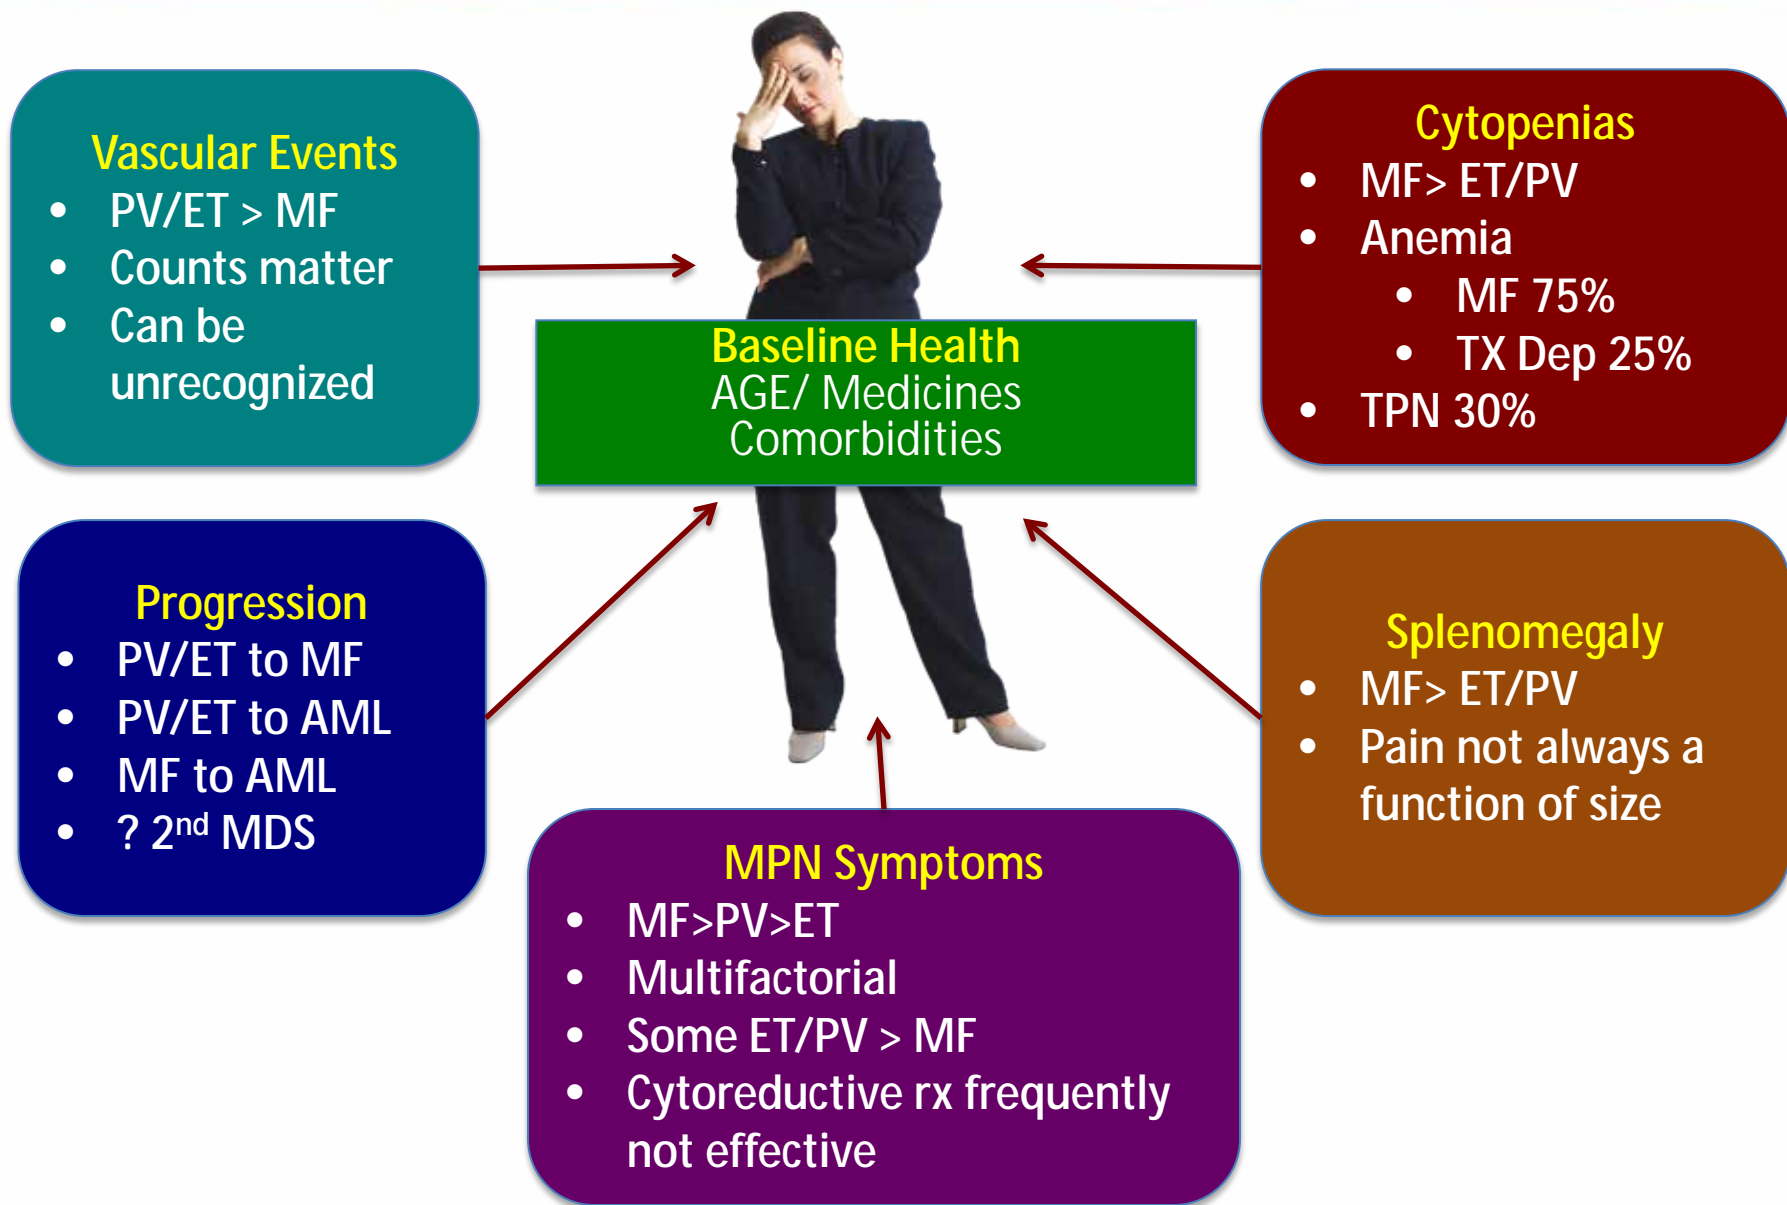 Vascular Events
• PV/ET > MF
• Counts matter
• Can be
unrecognized
Cytopenias
• MF> ET/PV
• Anemia
• MF 75%
• TX Dep 25%
• TPN 30%
Baseline Health
AGE/ Medicines
Comorbidities
Progression
• PV/ET to MF
• PV/ET to AML
• MF to AML
• ? 2nd MDS
Splenomegaly
• MF> ET/PV
• Pain not always a
function of size
MPN Symptoms
• MF>PV>ET
• Multifactorial
• Some ET/PV > MF
• Cytoreductive rx frequently
not effective